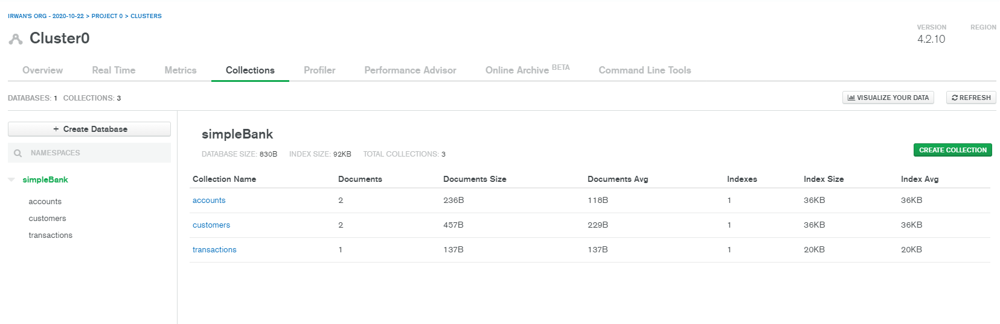 IRWAN'S ORG - 2020-10-22 > PROJECT 0 > CLUSTERS
Cluster0
VERSION REGION
4.2.10
Overview Real Time Metrics Collections Profiler Performance Advisor Online Archive BETA Command Line Tools
DATABASES: 1 COLLECTIONS: 3
VISUALIZE YOUR DATA REFRESH
+ Create Database
NAMESPACES
simpleBank
accounts
customers
transactions
simpleBank
DATABASE SIZE: 830B INDEX SIZE: 92KB TOTAL COLLECTIONS: 3
CREATE COLLECTION
Collection Name Documents Documents Size Documents Avg Indexes Index Size Index Avg
accounts 2 236B 118B 1 36KB 36KB
customers 2 457B 229B 1 36KB 36KB
transactions 1 137B 137B 1 20KB 20KB